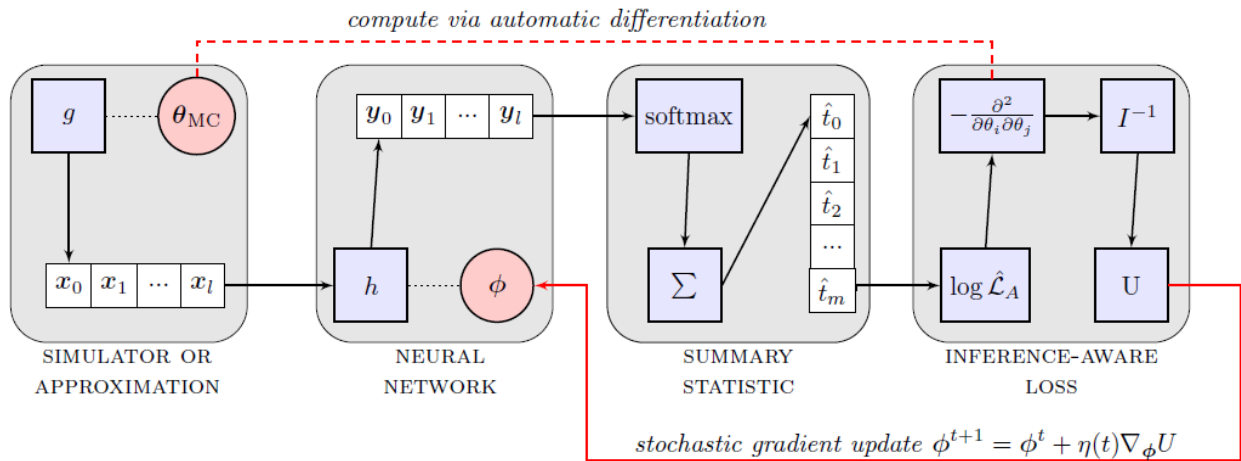 compute via automatic differentiation
g
θ_MC
x_0 x_1 ... x_l
SIMULATOR OR
APPROXIMATION
y_0 y_1 ... y_l
h
ϕ
NEURAL
NETWORK
softmax
∑
t̂_0
t̂_1
t̂_2
...
t̂_m
SUMMARY
STATISTIC
−∂²/∂θ_i∂θ_j
I⁻¹
log ℒ̂_A
U
INFERENCE-AWARE
LOSS
stochastic gradient update ϕ^{t+1} = ϕ^t + η(t)∇_ϕ U